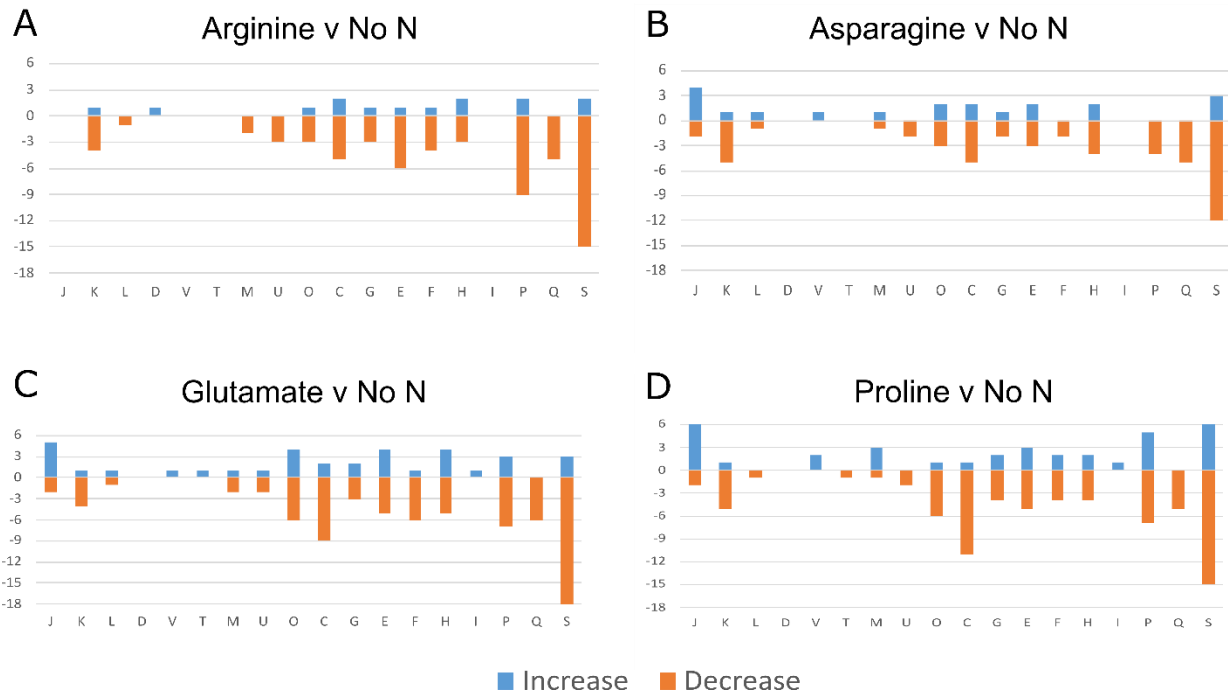 A
Arginine v No N
6
3
0
-3
-6
-9
-12
-15
-18
J K L D V T M U O C G E F H I P Q S
B
Asparagine v No N
6
3
0
-3
-6
-9
-12
-15
-18
J K L D V T M U O C G E F H I P Q S
C
Glutamate v No N
6
3
0
-3
-6
-9
-12
-15
-18
J K L D V T M U O C G E F H I P Q S
D
Proline v No N
6
3
0
-3
-6
-9
-12
-15
-18
J K L D V T M U O C G E F H I P Q S
Increase Decrease